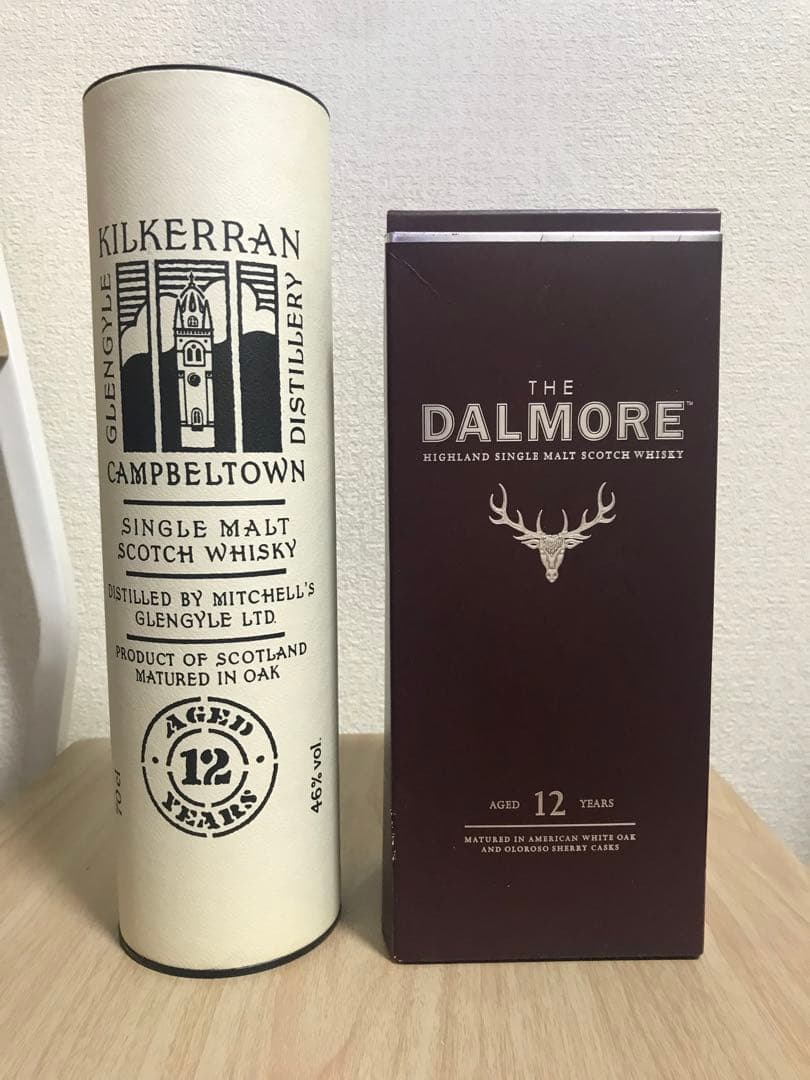 KILKERRAN
GLENGYLE
DISTILLERY
CAMPBELTOWN
SINGLE MALT
SCOTCH WHISKY
DISTILLED BY MITCHELL'S
GLENGYLE LTD.
PRODUCT OF SCOTLAND
MATURED IN OAK
AGED
12
YEARS
70cl
46% vol.
THE
DALMORE™
HIGHLAND SINGLE MALT SCOTCH WHISKY
AGED 12 YEARS
MATURED IN AMERICAN WHITE OAK
AND OLOROSO SHERRY CASKS